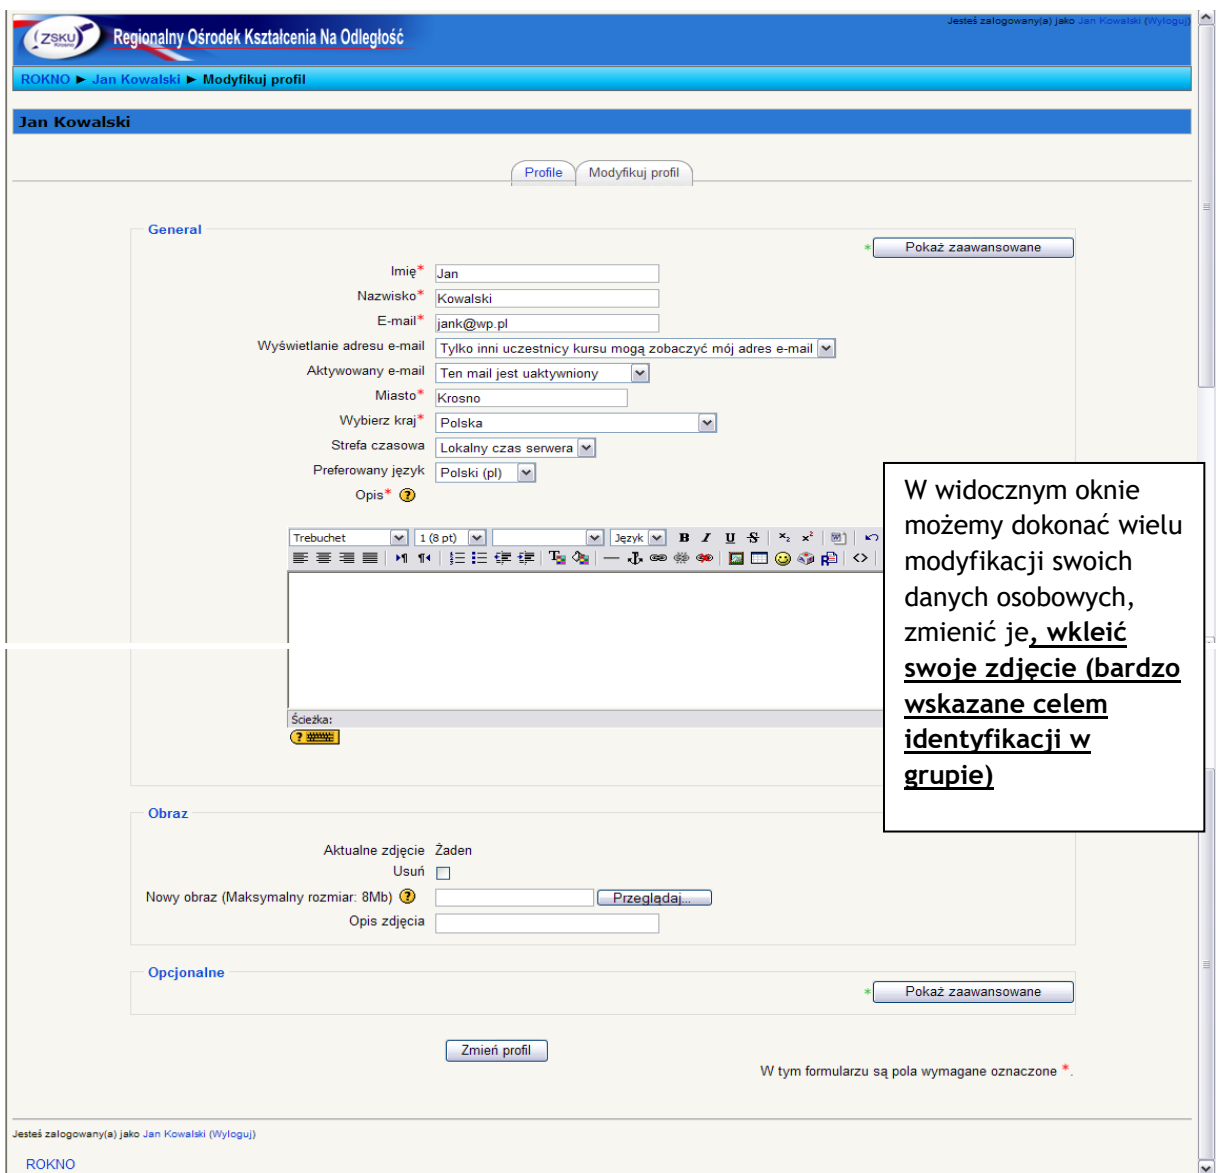 Jesteś zalogowany(a) jako Jan Kowalski (Wyloguj)
(ZSKU)
Krosno
Regionalny Ośrodek Kształcenia Na Odległość
ROKNO ► Jan Kowalski ► Modyfikuj profil
Jan Kowalski
Profile
Modyfikuj profil
General
* Pokaż zaawansowane
Imię* Jan
Nazwisko* Kowalski
E-mail* jank@wp.pl
Wyświetlanie adresu e-mail Tylko inni uczestnicy kursu mogą zobaczyć mój adres e-mail
Aktywowany e-mail Ten mail jest uaktywniony
Miasto* Krosno
Wybierz kraj* Polska
Strefa czasowa Lokalny czas serwera
Preferowany język Polski (pl)
Opis* ?
Trebuchet 1 (8 pt) Język B I U S x₂ x²
Ścieżka:
?
W widocznym oknie
możemy dokonać wielu
modyfikacji swoich
danych osobowych,
zmienić je, wkleić
swoje zdjęcie (bardzo
wskazane celem
identyfikacji w
grupie)
Obraz
Aktualne zdjęcie Żaden
Usuń
Nowy obraz (Maksymalny rozmiar: 8Mb) ? Przeglądaj...
Opis zdjęcia
Opcjonalne
* Pokaż zaawansowane
Zmień profil
W tym formularzu są pola wymagane oznaczone *.
Jesteś zalogowany(a) jako Jan Kowalski (Wyloguj)
ROKNO